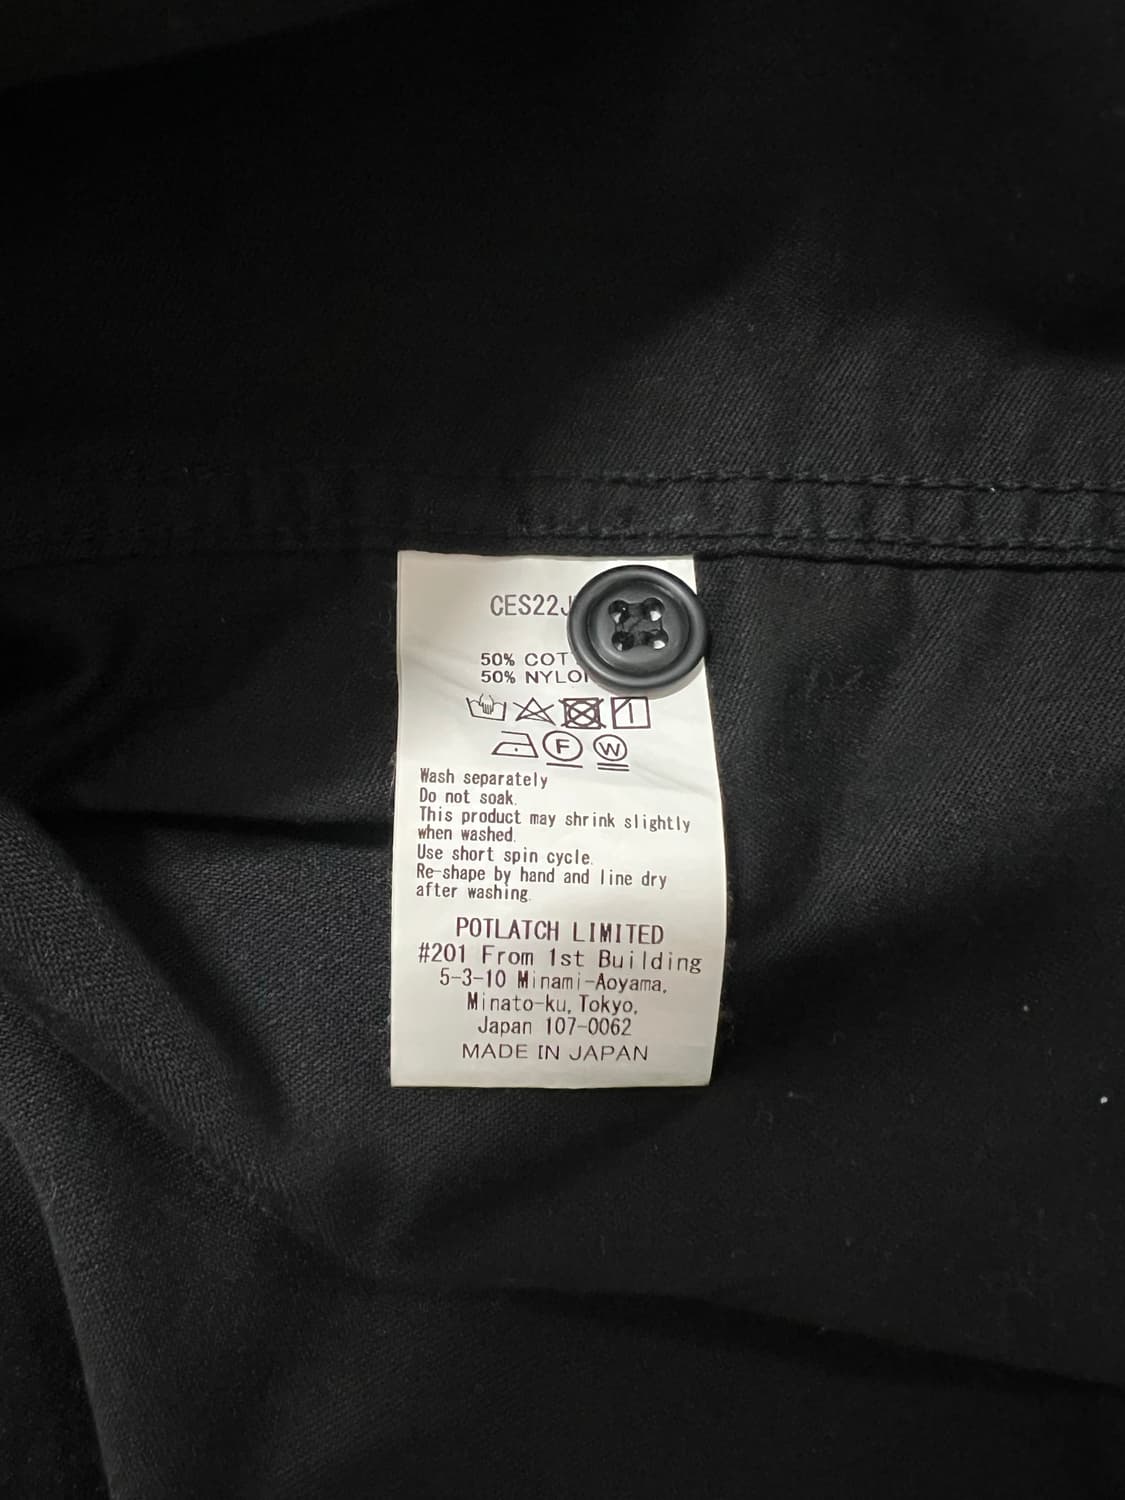 CES22J
50% COT
50% NYLO
F W
Wash separately
Do not soak.
This product may shrink slightly
when washed.
Use short spin cycle.
Re-shape by hand and line dry
after washing.
POTLATCH LIMITED
#201 From 1st Building
5-3-10 Minami-Aoyama,
Minato-ku, Tokyo,
Japan 107-0062
MADE IN JAPAN